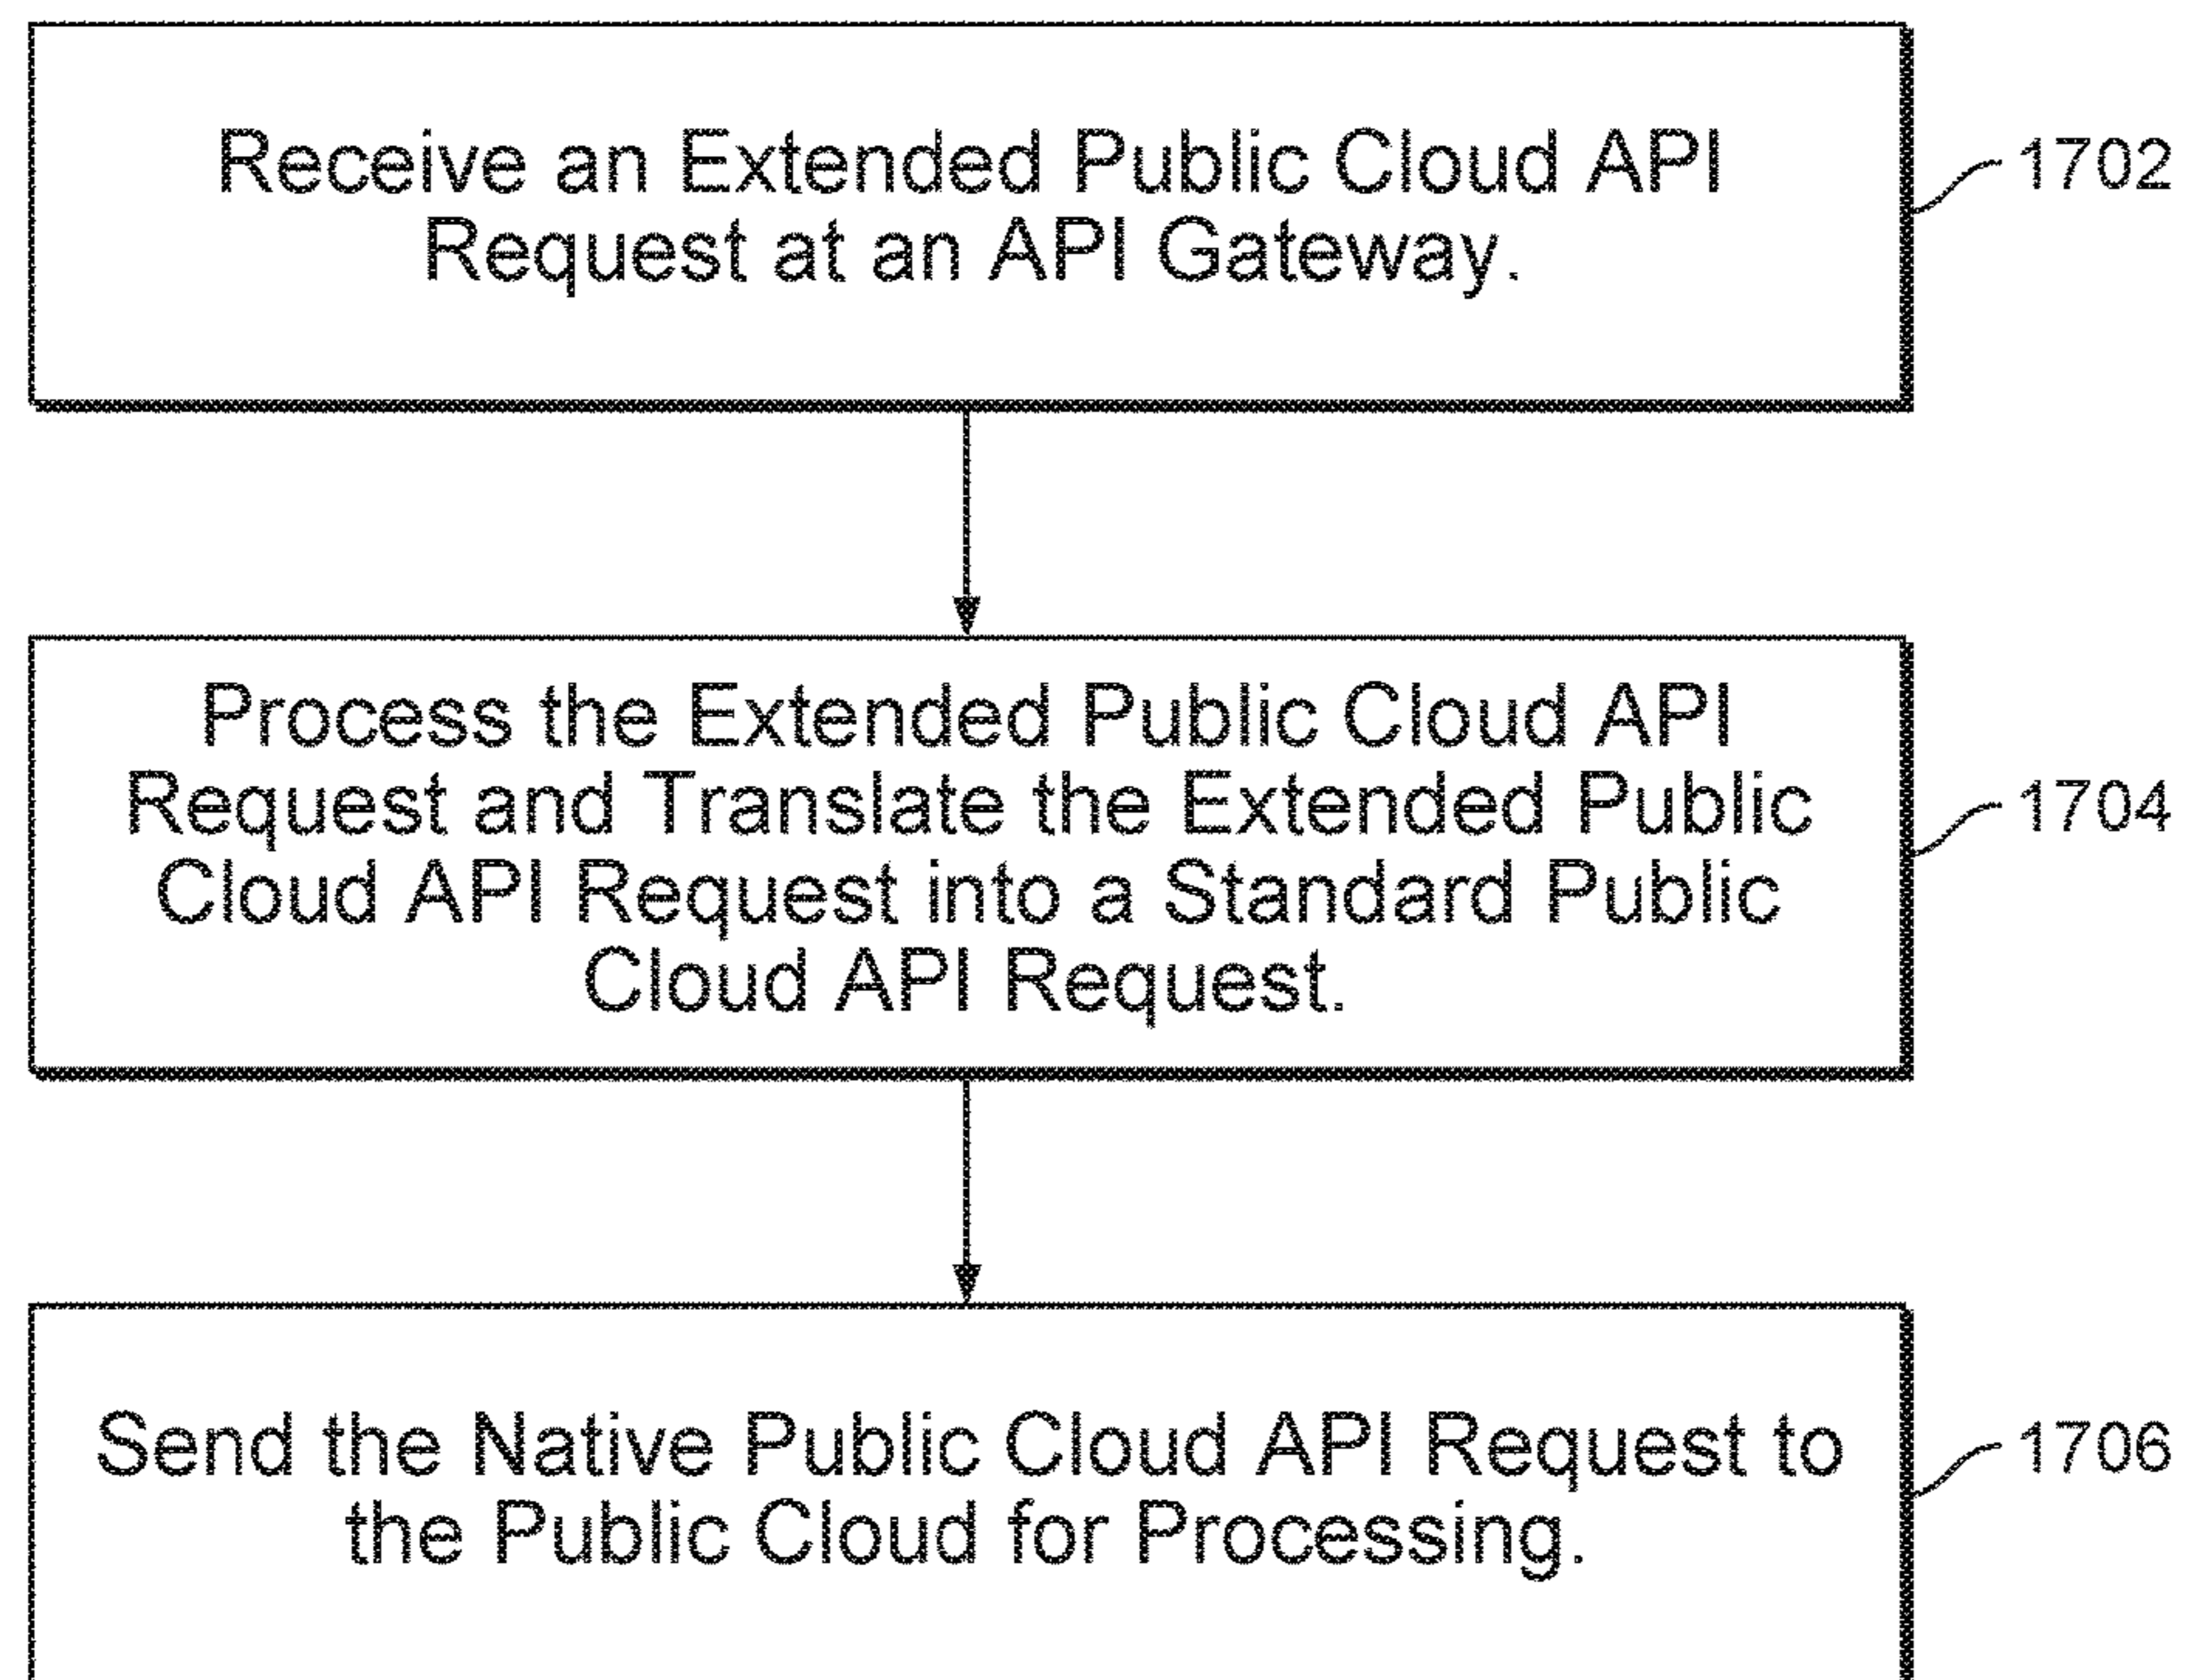 Receive an Extended Public Cloud API
Request at an API Gateway.
1702
Process the Extended Public Cloud API
Request and Translate the Extended Public
Cloud API Request into a Standard Public
Cloud API Request.
1704
Send the Native Public Cloud API Request to
the Public Cloud for Processing.
1706